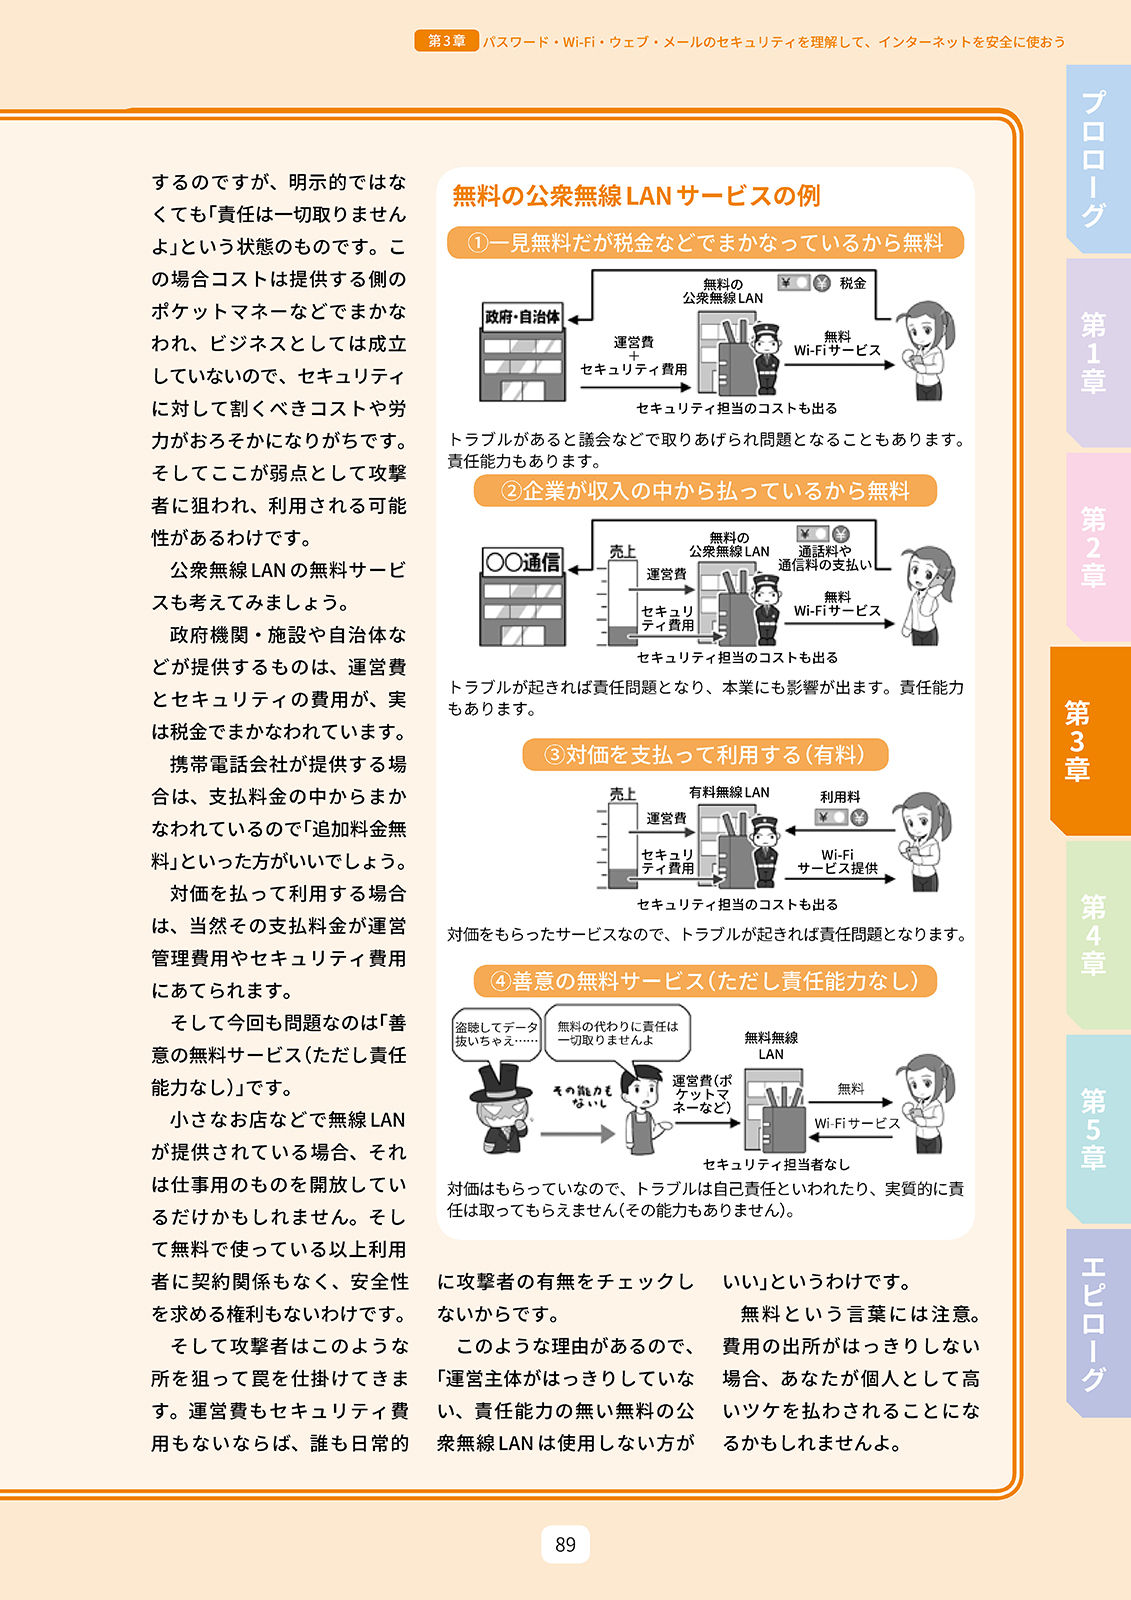 第3章 パスワード・Wi-Fi・ウェブ・メールのセキュリティを理解して、インターネットを安全に使おう
するのですが、明示的ではな
くても「責任は一切取りません
よ」という状態のものです。こ
の場合コストは提供する側の
ポケットマネーなどでまかな
われ、ビジネスとしては成立
していないので、セキュリティ
に対して割くべきコストや労
力がおろそかになりがちです。
そしてここが弱点として攻撃
者に狙われ、利用される可能
性があるわけです。
公衆無線LANの無料サービ
スも考えてみましょう。
政府機関・施設や自治体な
どが提供するものは、運営費
とセキュリティの費用が、実
は税金でまかなわれています。
携帯電話会社が提供する場
合は、支払料金の中からまか
なわれているので「追加料金無
料」といった方がいいでしょう。
対価を払って利用する場合
は、当然その支払料金が運営
管理費用やセキュリティ費用
にあてられます。
そして今回も問題なのは「善
意の無料サービス(ただし責任
能力なし)」です。
小さなお店などで無線LAN
が提供されている場合、それ
は仕事用のものを開放してい
るだけかもしれません。そし
て無料で使っている以上利用
者に契約関係もなく、安全性
を求める権利もないわけです。
そして攻撃者はこのような
所を狙って罠を仕掛けてきま
す。運営費もセキュリティ費
用もないならば、誰も日常的
無料の公衆無線LANサービスの例
①一見無料だが税金などでまかなっているから無料
政府・自治体
運営費
+
セキュリティ費用
無料の
公衆無線LAN
¥ ¥ 税金
無料
Wi-Fiサービス
セキュリティ担当のコストも出る
トラブルがあると議会などで取りあげられ問題となることもあります。
責任能力もあります。
②企業が収入の中から払っているから無料
○○通信
売上
運営費
セキュリ
ティ費用
無料の
公衆無線LAN
¥ ¥
通話料や
通信料の支払い
無料
Wi-Fiサービス
セキュリティ担当のコストも出る
トラブルが起きれば責任問題となり、本業にも影響が出ます。責任能力
もあります。
③対価を支払って利用する(有料)
売上
運営費
セキュリ
ティ費用
有料無線LAN
利用料
¥ ¥
Wi-Fi
サービス提供
セキュリティ担当のコストも出る
対価をもらったサービスなので、トラブルが起きれば責任問題となります。
④善意の無料サービス(ただし責任能力なし)
盗聴してデータ
抜いちゃえ……
無料の代わりに責任は
一切取りませんよ
その能力も
ないし
運営費(ポ
ケットマ
ネーなど)
無料無線
LAN
無料
Wi-Fiサービス
セキュリティ担当者なし
対価はもらっていなので、トラブルは自己責任といわれたり、実質的に責
任は取ってもらえません(その能力もありません)。
に攻撃者の有無をチェックし
ないからです。
このような理由があるので、
「運営主体がはっきりしていな
い、責任能力の無い無料の公
衆無線LANは使用しない方が
いい」というわけです。
無料という言葉には注意。
費用の出所がはっきりしない
場合、あなたが個人として高
いツケを払わされることにな
るかもしれませんよ。
プロローグ
第1章
第2章
第3章
第4章
第5章
エピローグ
89